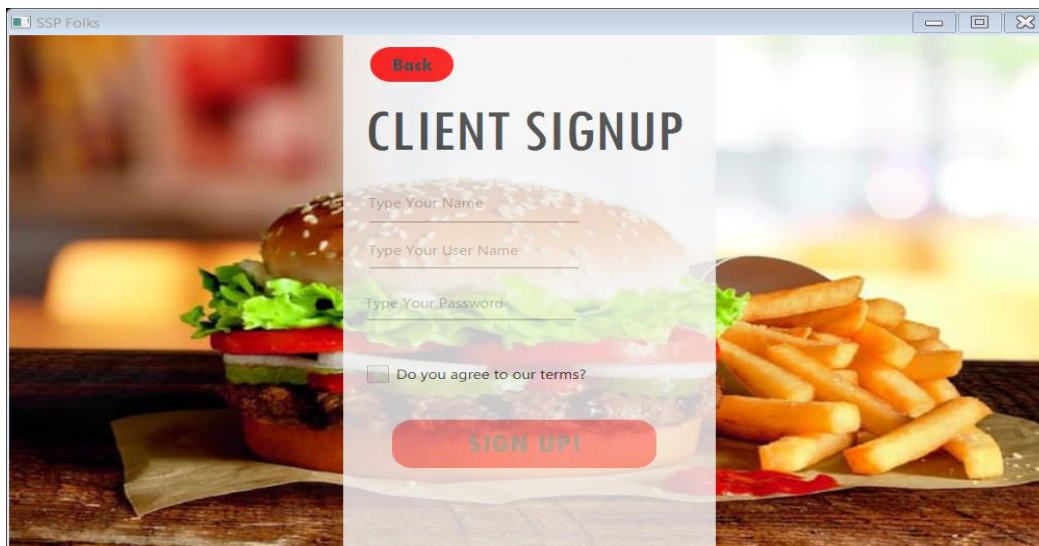 SSP Folks
Back
CLIENT SIGNUP
Type Your Name
Type Your User Name
Type Your Password
Do you agree to our terms?
SIGN UP!